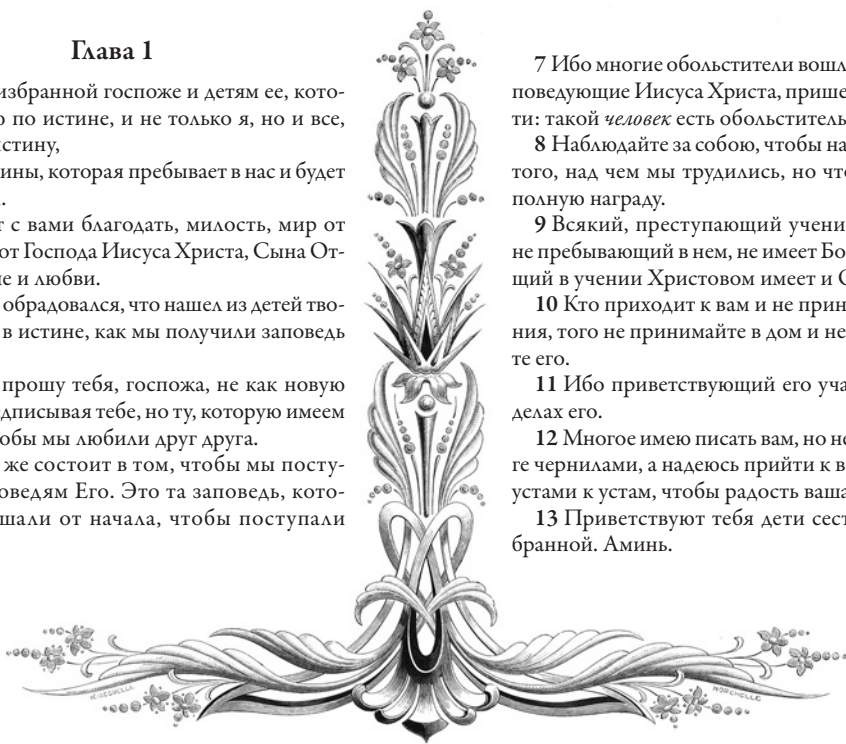 Глава 1
избранной госпоже и детям ее, кото-
по истине, и не только я, но и все,
истину,
которая пребывает в нас и будет
с вами благодать, милость, мир от
от Господа Иисуса Христа, Сына От-
и любви.
обрадовался, что нашел из детей тво-
в истине, как мы получили заповедь
прошу тебя, госпожа, не как новую
тебе, но ту, которую имеем
чтобы мы любили друг друга.
же состоит в том, чтобы мы посту-
Его. Это та заповедь, кото-
от начала, чтобы поступали
7 Ибо многие обольстители вошл
поведующие Иисуса Христа, прише
ти: такой человек есть обольститель
8 Наблюдайте за собою, чтобы на
того, над чем мы трудились, но чт
полную награду.
9 Всякий, преступающий учени
не пребывающий в нем, не имеет Бо
щий в учении Христовом имеет и С
10 Кто приходит к вам и не прин
ния, того не принимайте в дом и не
те его.
11 Ибо приветствующий его уча
делах его.
12 Многое имею писать вам, но не
ге чернилами, а надеюсь прийти к в
устами к устам, чтобы радость ваша
13 Приветствуют тебя дети сест
бранной. Аминь.